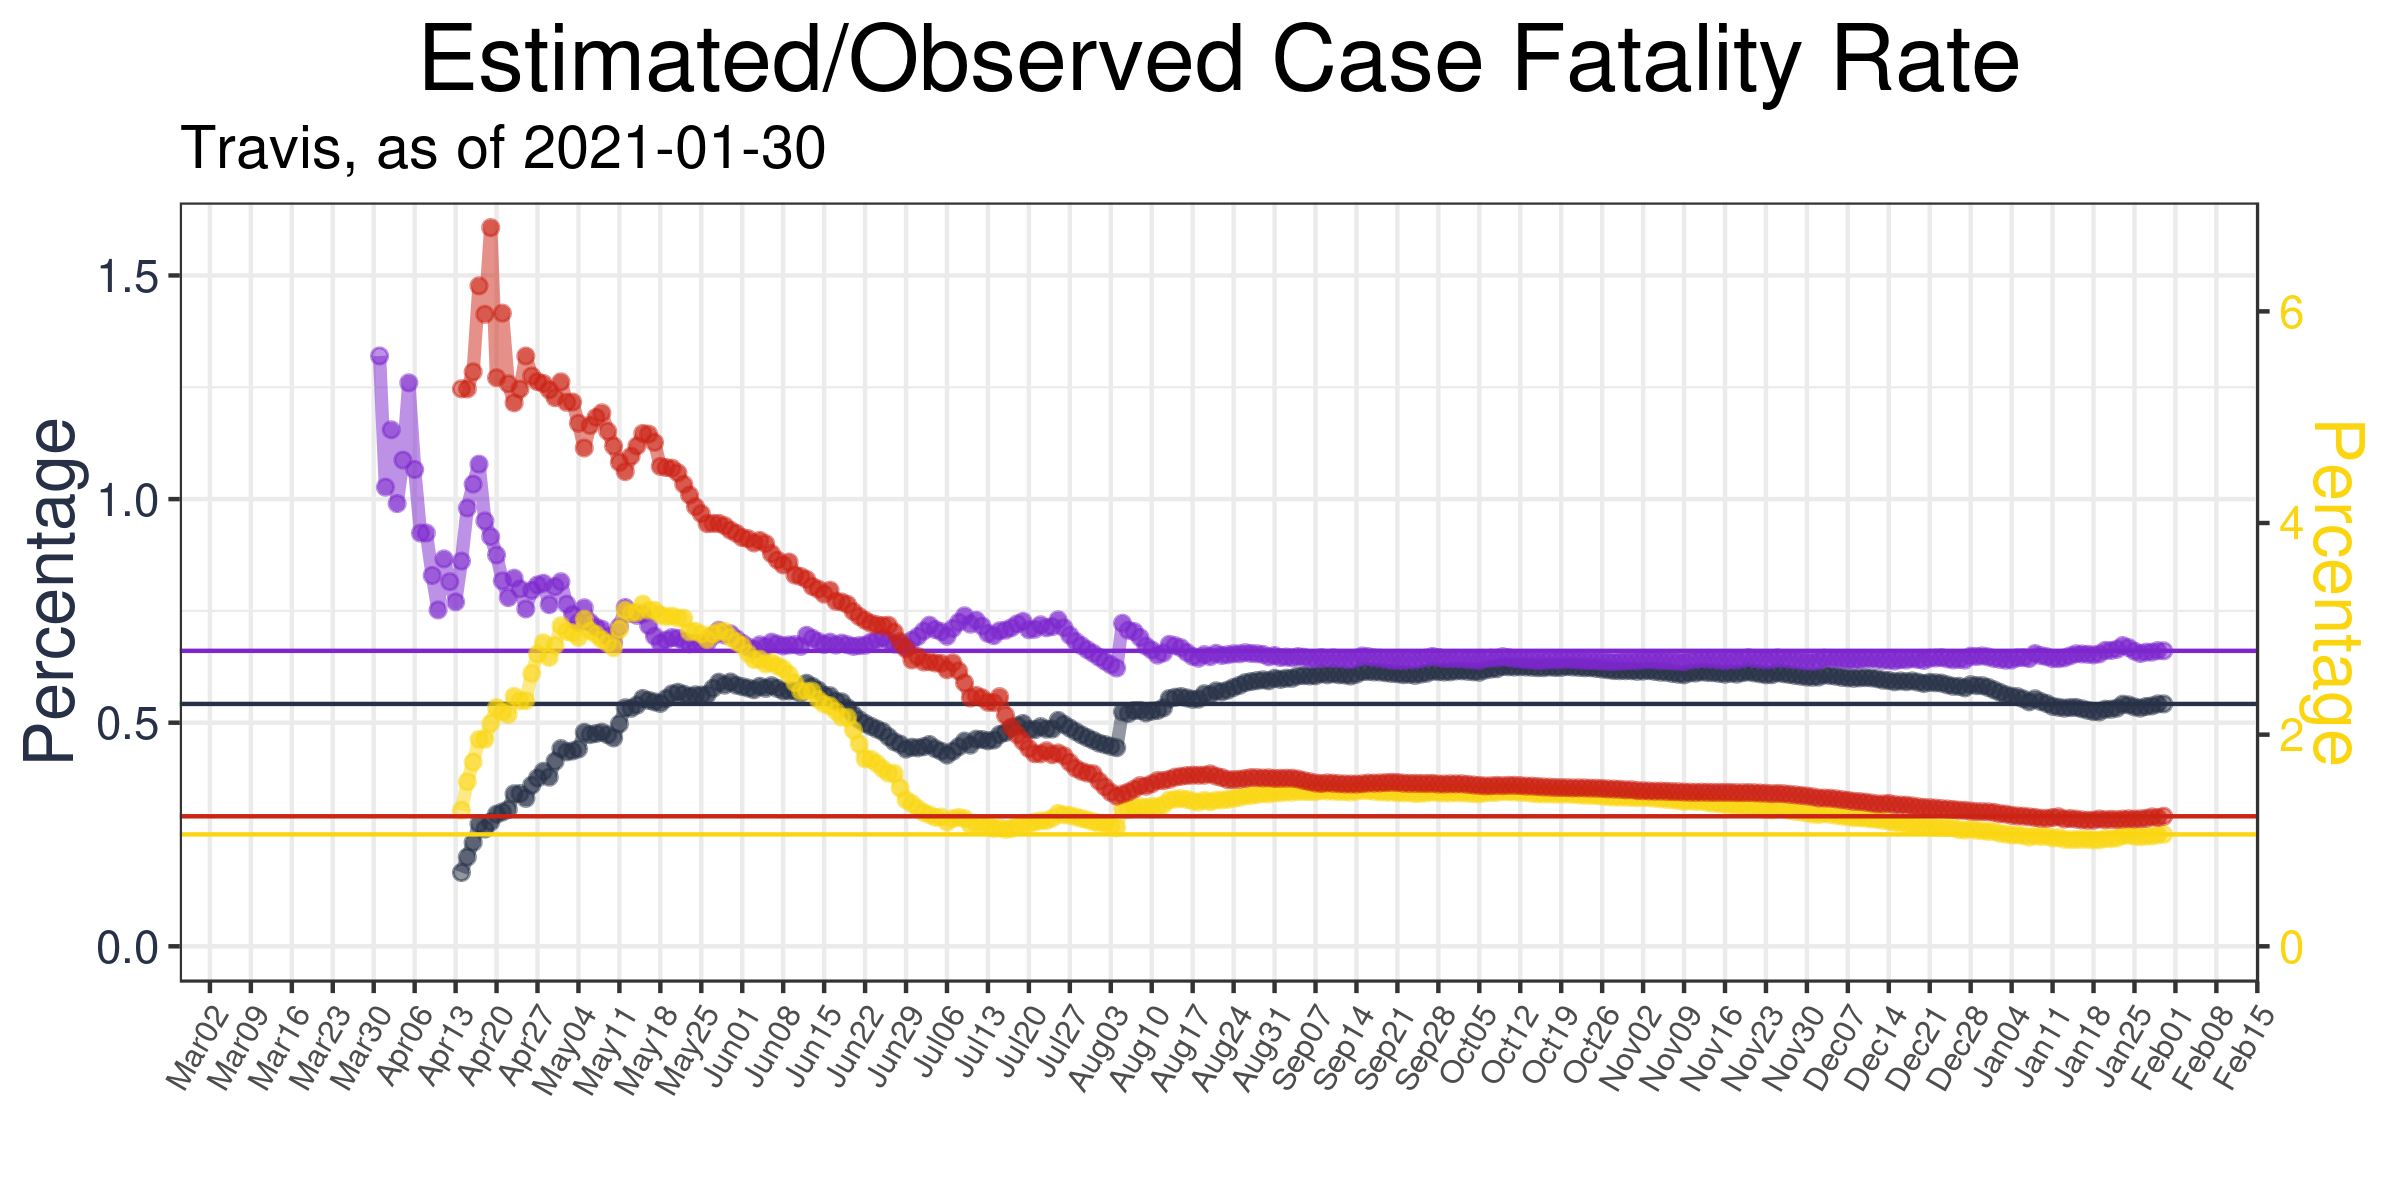 Estimated/Observed Case Fatality Rate
Travis, as of 2021-01-30
Percentage
1.5
1.0
0.5
0.0
6
4
2
0
Percentage
Mar02
Mar09
Mar16
Mar23
Mar30
Apr06
Apr13
Apr20
Apr27
May04
May11
May18
May25
Jun01
Jun08
Jun15
Jun22
Jun29
Jul06
Jul13
Jul20
Jul27
Aug03
Aug10
Aug17
Aug24
Aug31
Sep07
Sep14
Sep21
Sep28
Oct05
Oct12
Oct19
Oct26
Nov02
Nov09
Nov16
Nov23
Nov30
Dec07
Dec14
Dec21
Dec28
Jan04
Jan11
Jan18
Jan25
Feb01
Feb08
Feb15